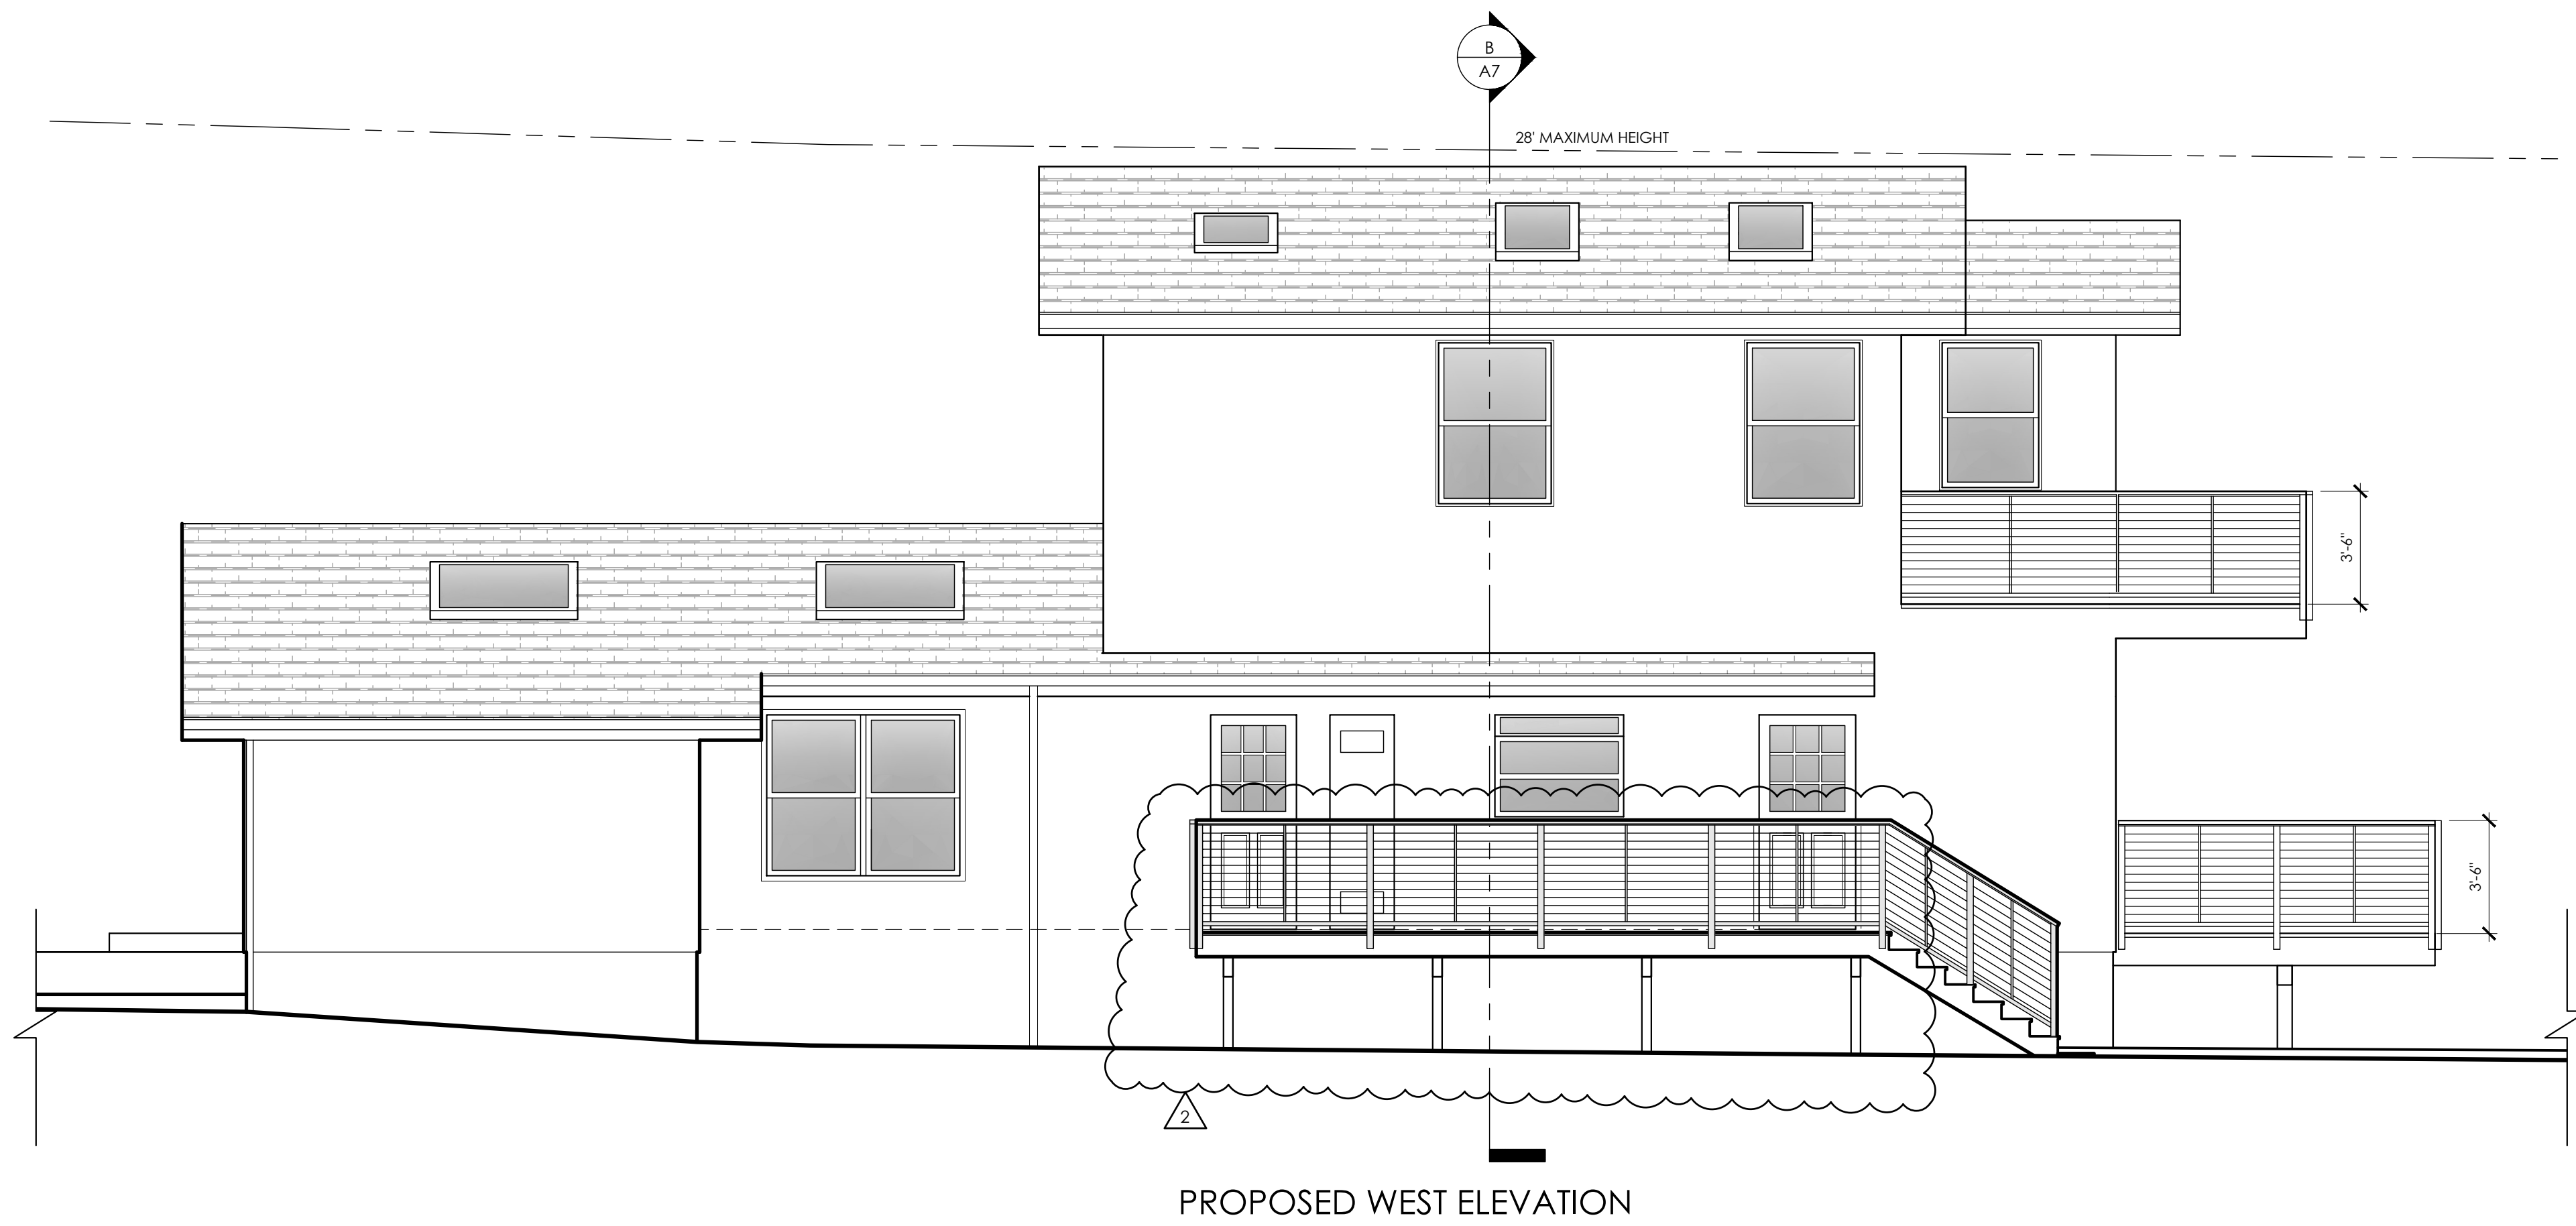 B
A7
28' MAXIMUM HEIGHT
3'-6"
3'-6"
2
PROPOSED WEST ELEVATION